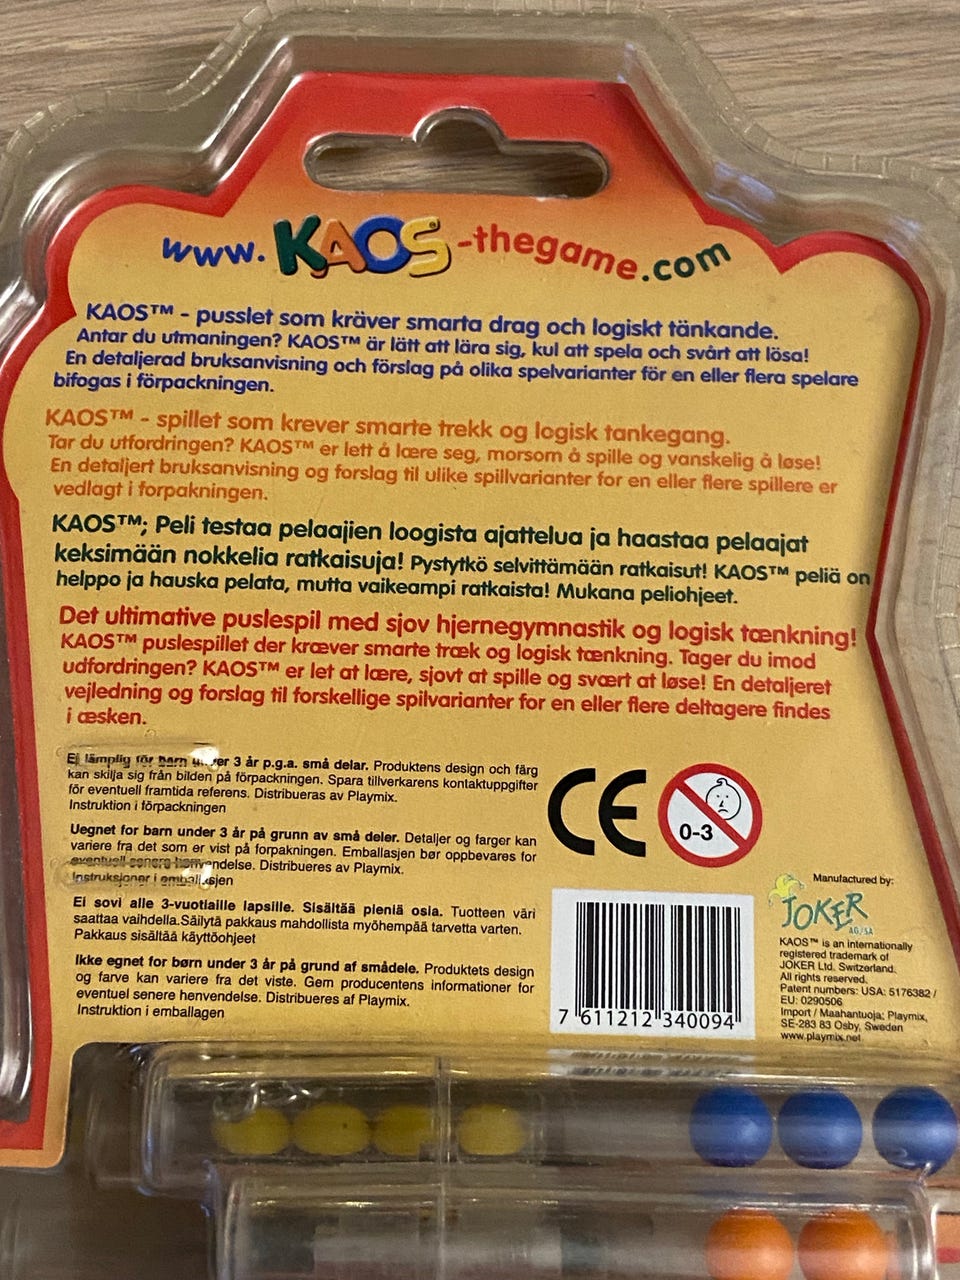 www.KAOS-thegame.com
KAOS™ - pusslet som kräver smarta drag och logiskt tänkande.
Antar du utmaningen? KAOS™ är lätt att lära sig, kul att spela och svårt att lösa!
En detaljerad bruksanvisning och förslag på olika spelvarianter för en eller flera spelare
bifogas i förpackningen.
KAOS™ - spillet som krever smarte trekk og logisk tankegang.
Tar du utfordringen? KAOS™ er lett å lære seg, morsom å spille og vanskelig å løse!
En detaljert bruksanvisning og forslag til ulike spillvarianter for en eller flere spillere er
vedlagt i forpakningen.
KAOS™; Peli testaa pelaajien loogista ajattelua ja haastaa pelaajat
keksimään nokkelia ratkaisuja! Pystytkö selvittämään ratkaisut! KAOS™ peliä on
helppo ja hauska pelata, mutta vaikeampi ratkaista! Mukana peliohjeet.
Det ultimative puslespil med sjov hjernegymnastik og logisk tænkning!
KAOS™ puslespillet der kræver smarte træk og logisk tænkning. Tager du imod
udfordringen? KAOS™ er let at lære, sjovt at spille og svært at løse! En detaljeret
vejledning og forslag til forskellige spilvarianter for en eller flere deltagere findes
i æsken.
Ej lämplig för barn under 3 år p.g.a. små delar. Produktens design och färg
kan skilja sig från bilden på förpackningen. Spara tillverkarens kontaktuppgifter
för eventuell framtida referens. Distribueras av Playmix.
Instruktion i förpackningen
Uegnet for barn under 3 år på grunn av små deler. Detaljer og farger kan
variere fra det som er vist på forpakningen. Emballasjen bør oppbevares for
eventuell senere henvendelse. Distribueres av Playmix.
Instruksjoner i emballasjen
Ei sovi alle 3-vuotiaille lapsille. Sisältää pieniä osia. Tuotteen väri
saattaa vaihdella.Säilytä pakkaus mahdollista myöhempää tarvetta varten.
Pakkaus sisältää käyttöohjeet
Ikke egnet for børn under 3 år på grund af smådele. Produktets design
og farve kan variere fra det viste. Gem producentens informationer for
eventuel senere henvendelse. Distribueres af Playmix.
Instruktion i emballagen
CE
0-3
7 611212 340094
Manufactured by:
JOKER
AG/SA
KAOS™ is an internationally
registered trademark of
JOKER Ltd. Switzerland.
All rights reserved.
Patent numbers: USA: 5176382 /
EU: 0290506
Import / Maahantuoja: Playmix,
SE-283 83 Osby, Sweden
www.playmix.net